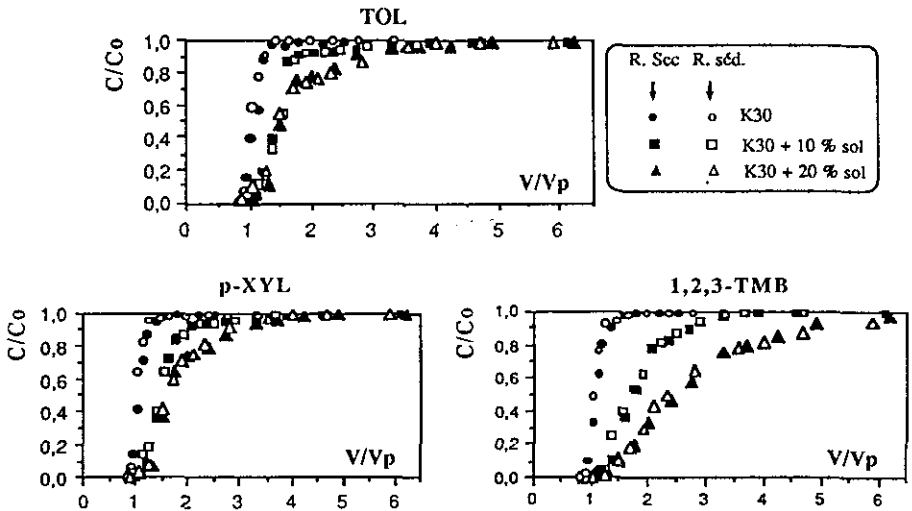 TOL
C/Co
1,0
0,8
0,6
0,4
0,2
0,0
V/Vp
0 1 2 3 4 5 6
R. Sec R. séd.
K30
K30 + 10 % sol
K30 + 20 % sol
p-XYL
C/Co
1,0
0,8
0,6
0,4
0,2
0,0
V/Vp
0 1 2 3 4 5 6
1,2,3-TMB
C/Co
1,0
0,8
0,6
0,4
0,2
0,0
V/Vp
0 1 2 3 4 5 6